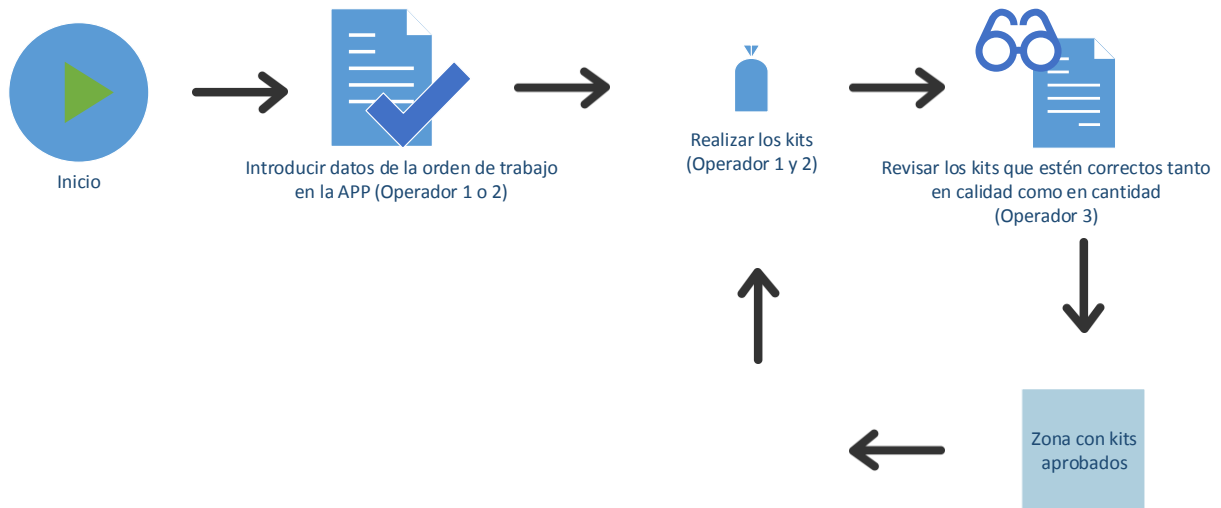 Inicio
Introducir datos de la orden de trabajo
en la APP (Operador 1 o 2)
Realizar los kits
(Operador 1 y 2)
Revisar los kits que estén correctos tanto
en calidad como en cantidad
(Operador 3)
Zona con kits
aprobados